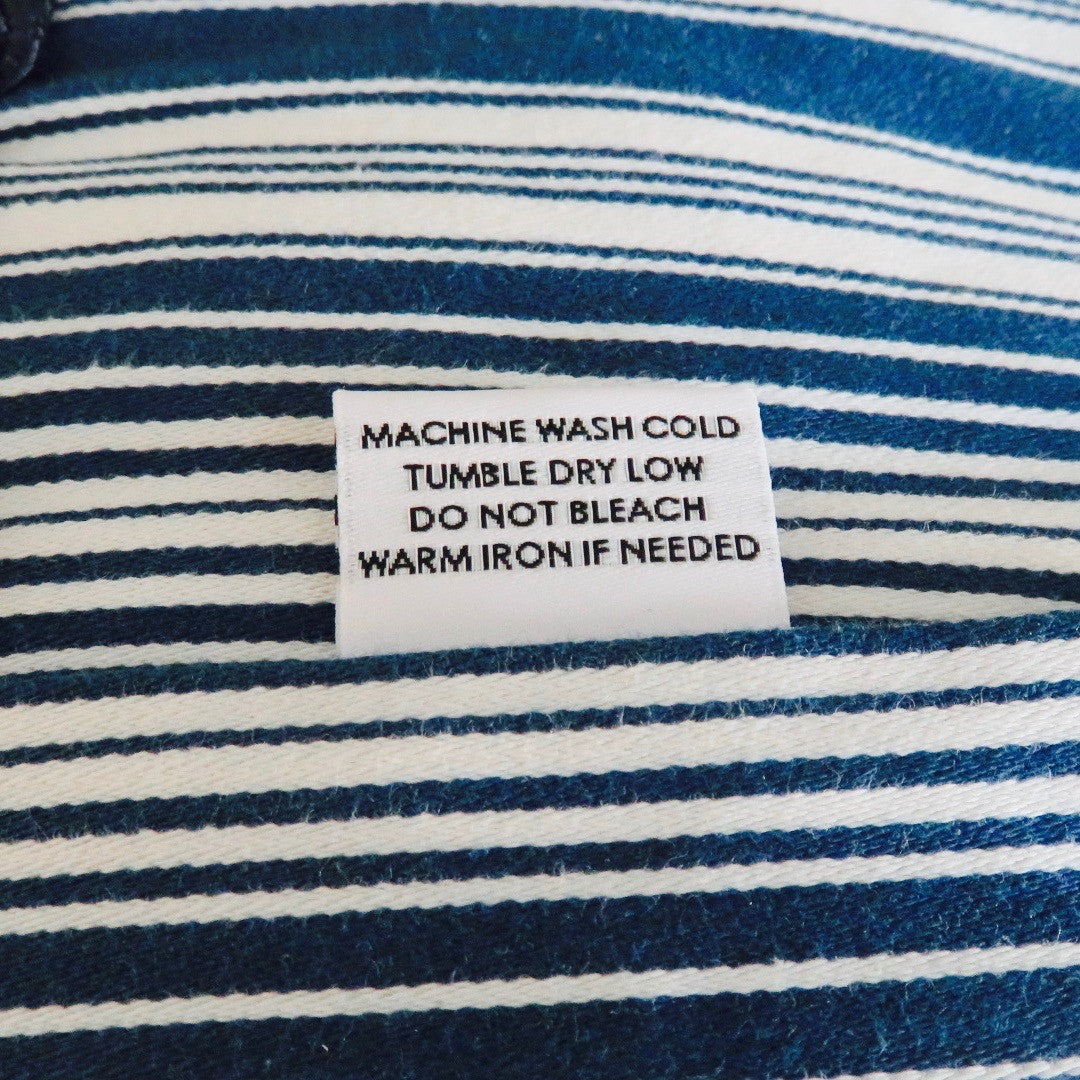 MACHINE WASH COLD
TUMBLE DRY LOW
DO NOT BLEACH
WARM IRON IF NEEDED